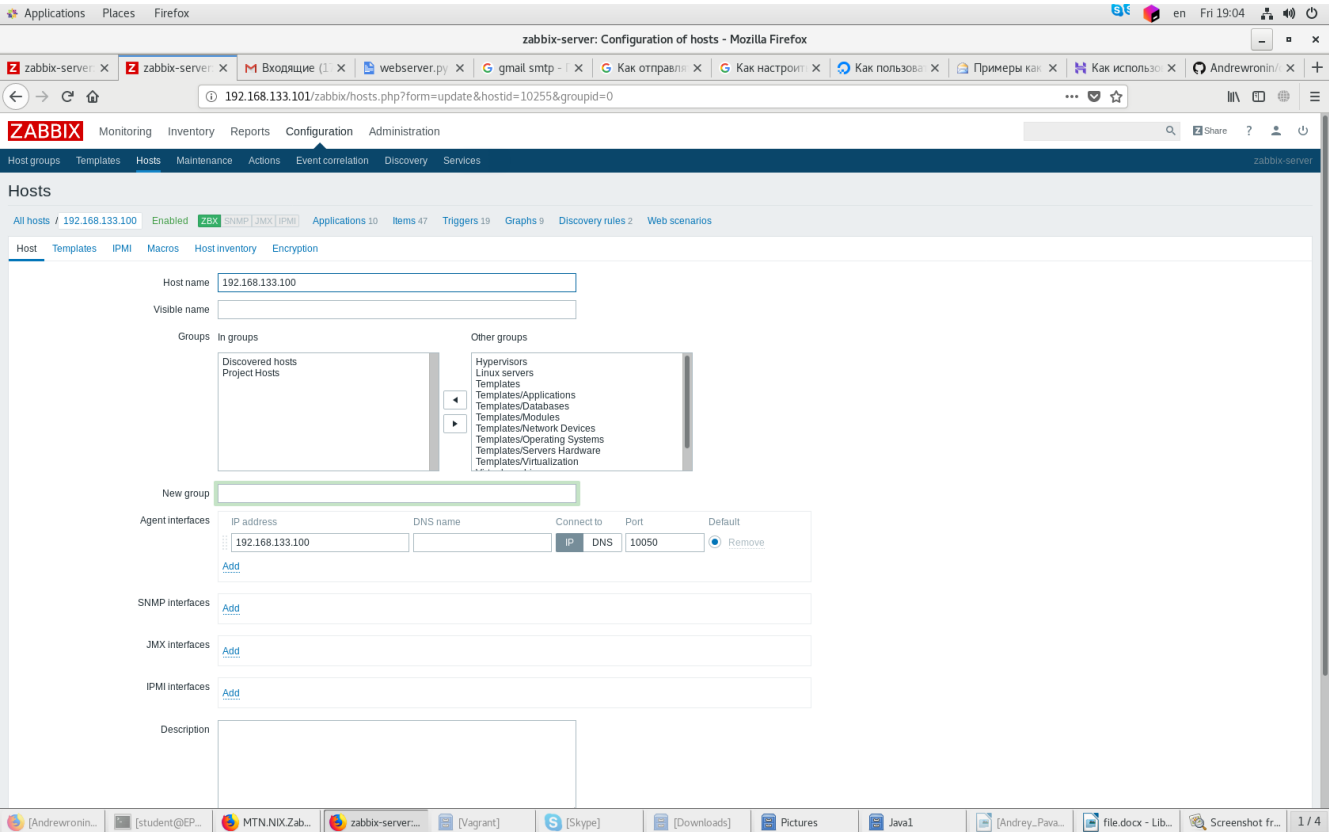 Applications Places Firefox en Fri 19:04
zabbix-server: Configuration of hosts - Mozilla Firefox
zabbix-server: zabbix-server: Входящие (1 webserver.py gmail smtp - Как отправля Как настроит Как пользова Примеры как Как использо Andrewronin/
192.168.133.101/zabbix/hosts.php?form=update&hostid=10255&groupid=0
ZABBIX Monitoring Inventory Reports Configuration Administration Z Share ?
Host groups Templates Hosts Maintenance Actions Event correlation Discovery Services zabbix-server
Hosts
All hosts / 192.168.133.100 Enabled ZBX SNMP JMX IPMI Applications 10 Items 47 Triggers 19 Graphs 9 Discovery rules 2 Web scenarios
Host Templates IPMI Macros Host inventory Encryption
Host name 192.168.133.100
Visible name
Groups In groups Other groups
Discovered hosts
Project Hosts
Hypervisors
Linux servers
Templates
Templates/Applications
Templates/Databases
Templates/Modules
Templates/Network Devices
Templates/Operating Systems
Templates/Servers Hardware
Templates/Virtualization
New group
Agent interfaces IP address DNS name Connect to Port Default
192.168.133.100 IP DNS 10050 Remove
Add
SNMP interfaces Add
JMX interfaces Add
IPMI interfaces Add
Description
[Andrewronin... [student@EP... MTN.NIX.Zab... zabbix-server:... [Vagrant] [Skype] [Downloads] Pictures Java1 [Andrey_Pava... file.docx - Lib... Screenshot fr... 1 / 4